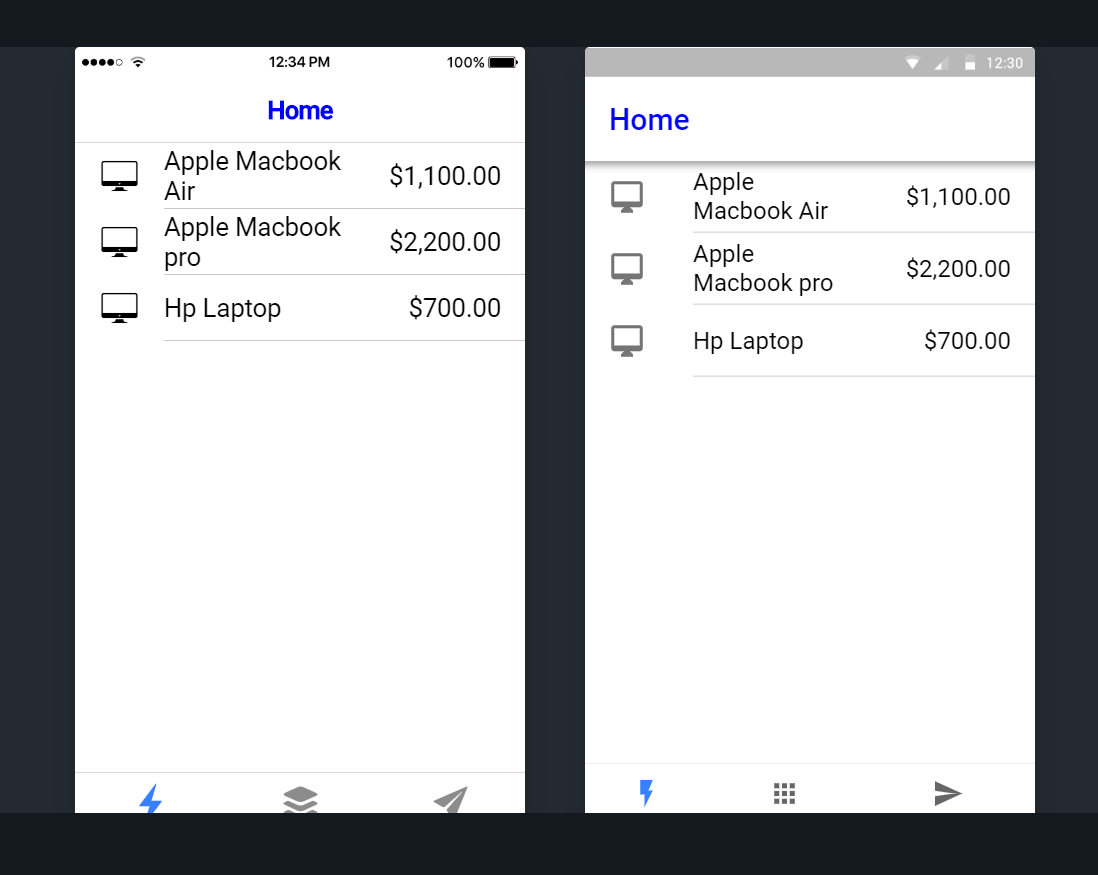 12:34 PM 100%
Home
Apple Macbook
Air
$1,100.00
Apple Macbook
pro
$2,200.00
Hp Laptop
$700.00
12:30
Home
Apple
Macbook Air
$1,100.00
Apple
Macbook pro
$2,200.00
Hp Laptop
$700.00